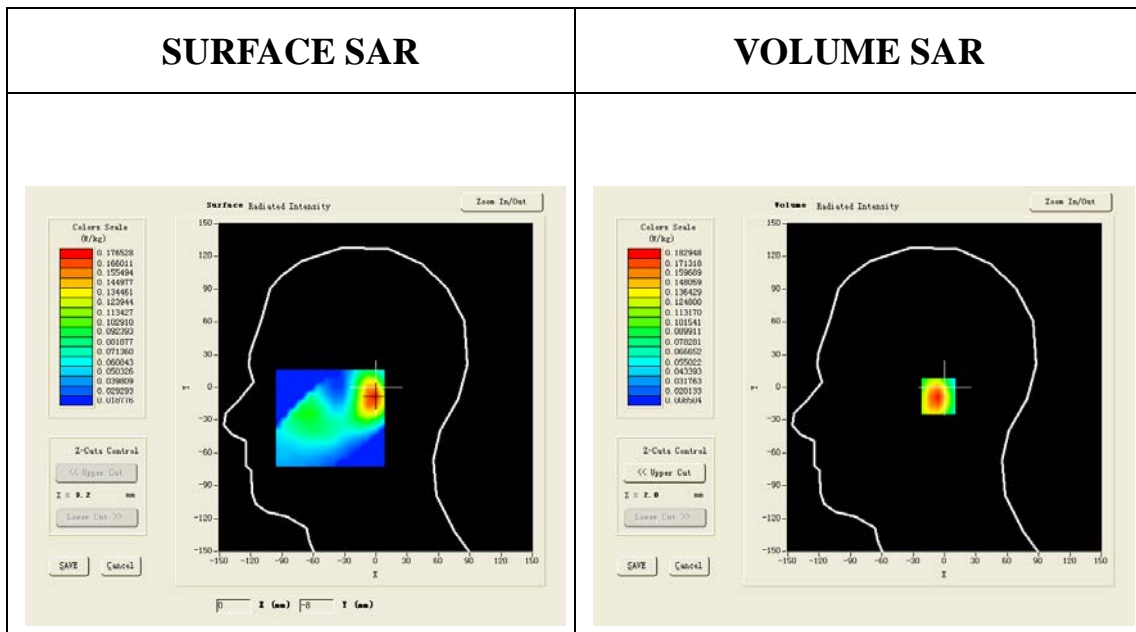 SURFACE SAR
VOLUME SAR
Surface Radiated Intensity
Zoom In/Out
Colors Scale
(W/kg)
0.176528
0.166011
0.155494
0.144977
0.134461
0.123944
0.113427
0.102910
0.092393
0.081877
0.071360
0.060843
0.050326
0.039809
0.029293
0.018776
150
120
90
60
30
0
-30
-60
-90
-120
-150
Y
-150 -120 -90 -60 -30 0 30 60 90 120 150
X
Z-Cuts Control
<< Upper Cut
Z = 9.2 mm
Lower Cut >>
SAVE Cancel
0 X (mm) -8 Y (mm)
Volume Radiated Intensity
Zoom In/Out
Colors Scale
(W/kg)
0.182948
0.171318
0.159689
0.148059
0.136429
0.124800
0.113170
0.101541
0.089911
0.078281
0.066652
0.055022
0.043393
0.031763
0.020133
0.008504
150
120
90
60
30
0
-30
-60
-90
-120
-150
Y
-150 -120 -90 -60 -30 0 30 60 90 120 150
X
Z-Cuts Control
<< Upper Cut
Z = 2.0 mm
Lower Cut >>
SAVE Cancel